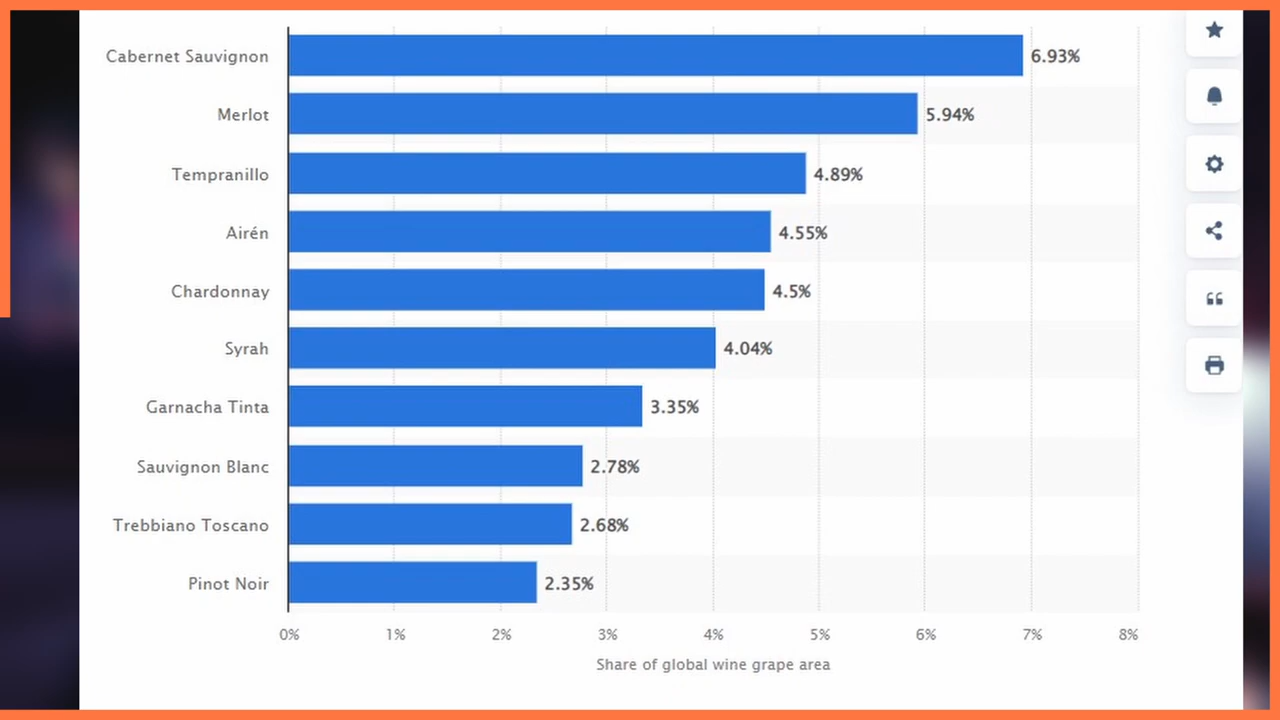 Cabernet Sauvignon 6.93%
Merlot 5.94%
Tempranillo 4.89%
Airén 4.55%
Chardonnay 4.5%
Syrah 4.04%
Garnacha Tinta 3.35%
Sauvignon Blanc 2.78%
Trebbiano Toscano 2.68%
Pinot Noir 2.35%
0% 1% 2% 3% 4% 5% 6% 7% 8%
Share of global wine grape area